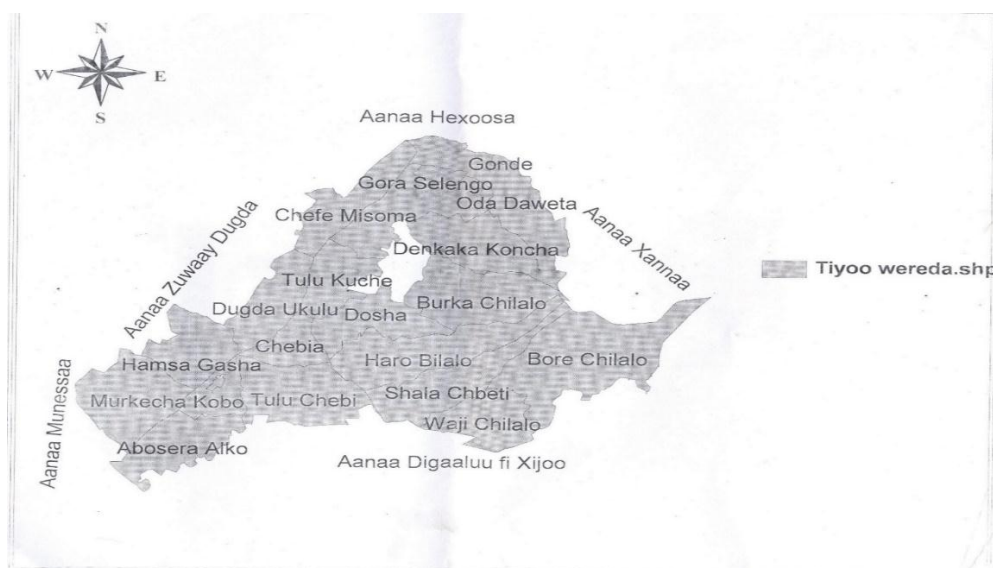 N
W E
S
Aanaa Hexoosa
Gonde
Gora Selengo
Oda Daweta
Chefe Misoma
Aanaa Xannaa
Aanaa Zuwaay Dugda
Denkaka Koncha
Tiyoo wereda.shp
Tulu Kuche
Burka Chilalo
Dugda Ukulu
Dosha
Chebia
Haro Bilalo
Bore Chilalo
Hamsa Gasha
Aanaa Munessaa
Murkecha Kobo
Tulu Chebi
Shala Chbeti
Waji Chilalo
Abosera Alko
Aanaa Digaaluu fi Xijoo